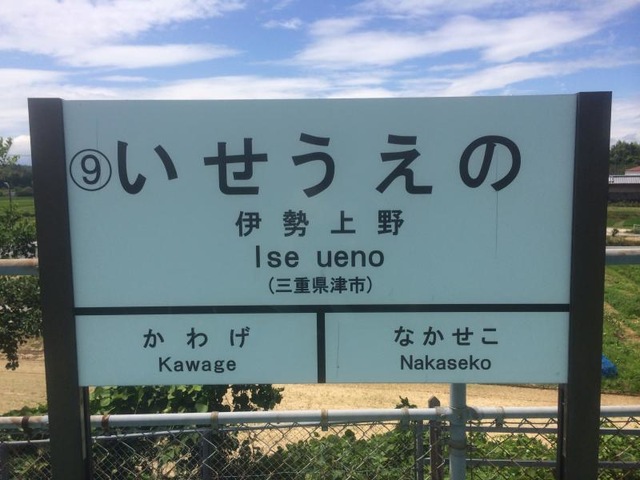 ⑨いせうえの
伊勢上野
Ise ueno
(三重県津市)
かわげ
Kawage
なかせこ
Nakaseko